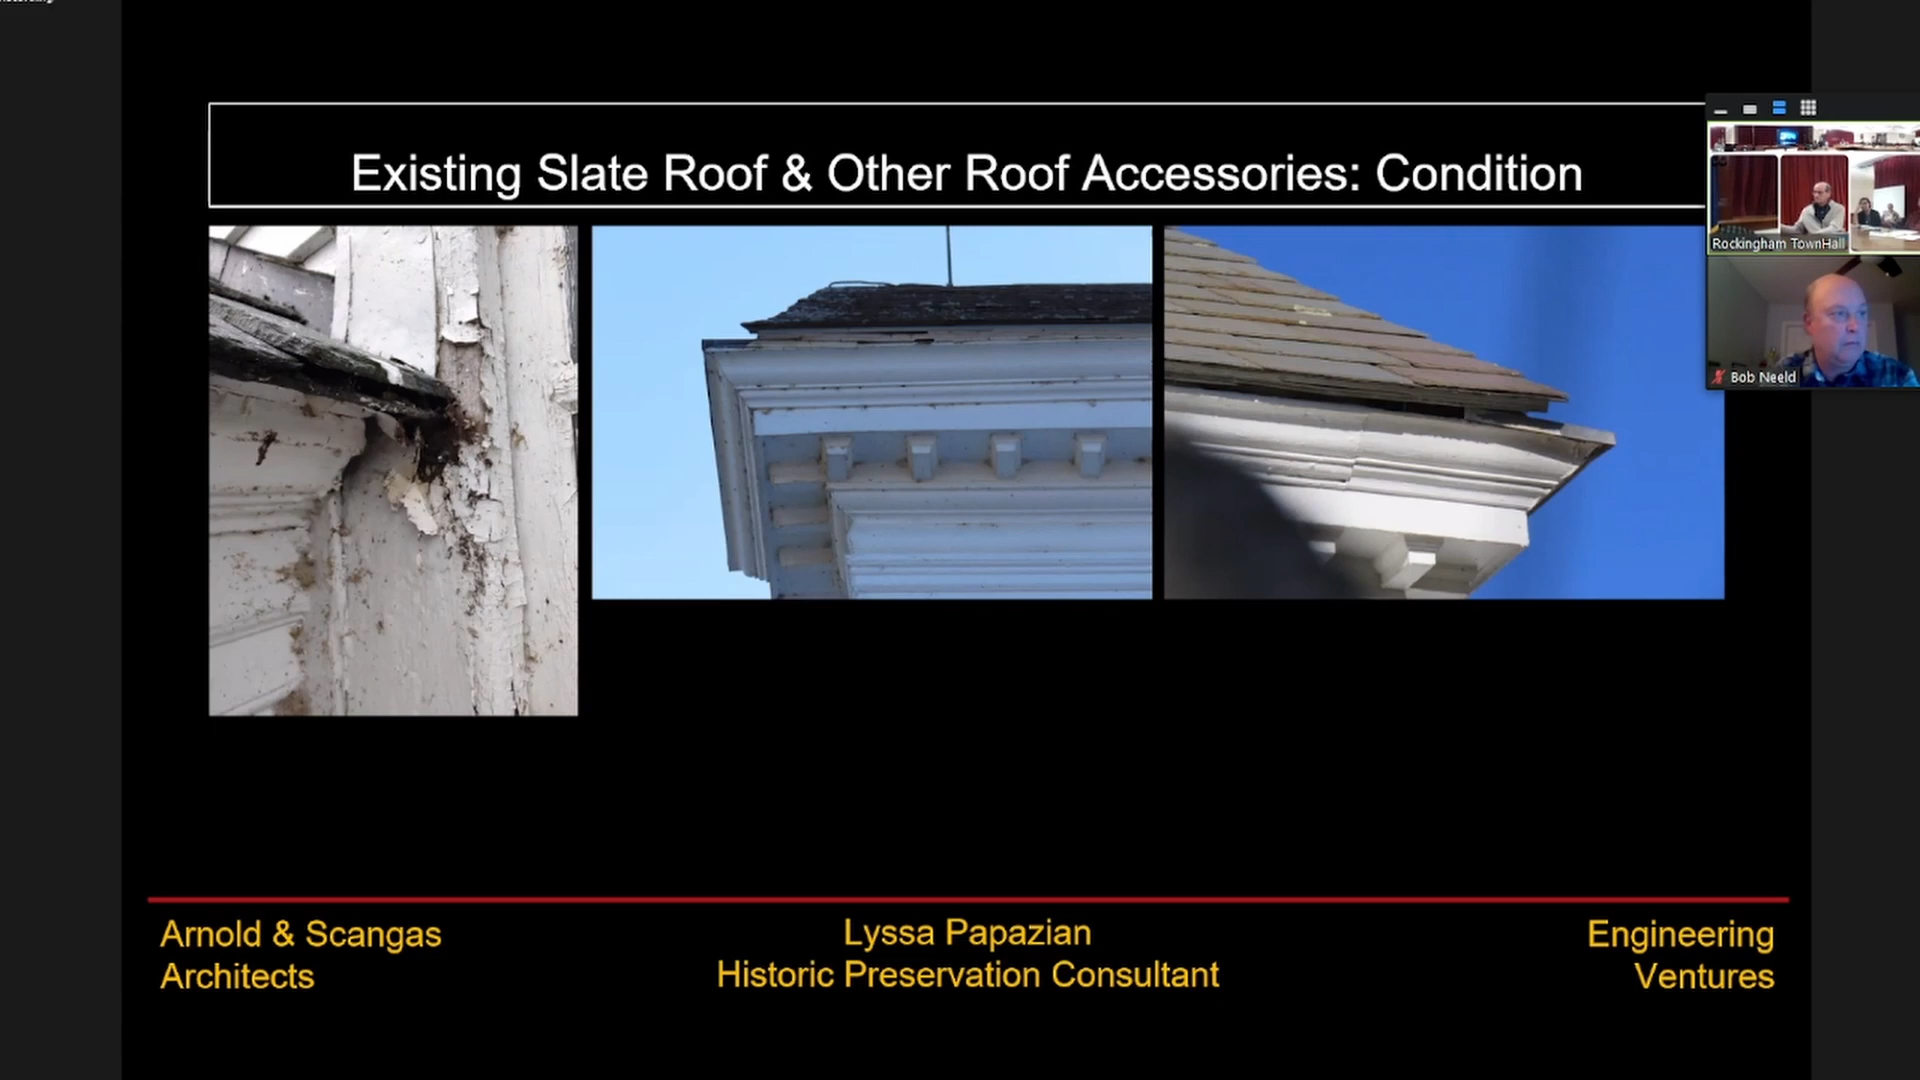 Existing Slate Roof & Other Roof Accessories: Condition
Rockingham TownHall
Bob Neeld
Arnold & Scangas
Architects
Lyssa Papazian
Historic Preservation Consultant
Engineering
Ventures